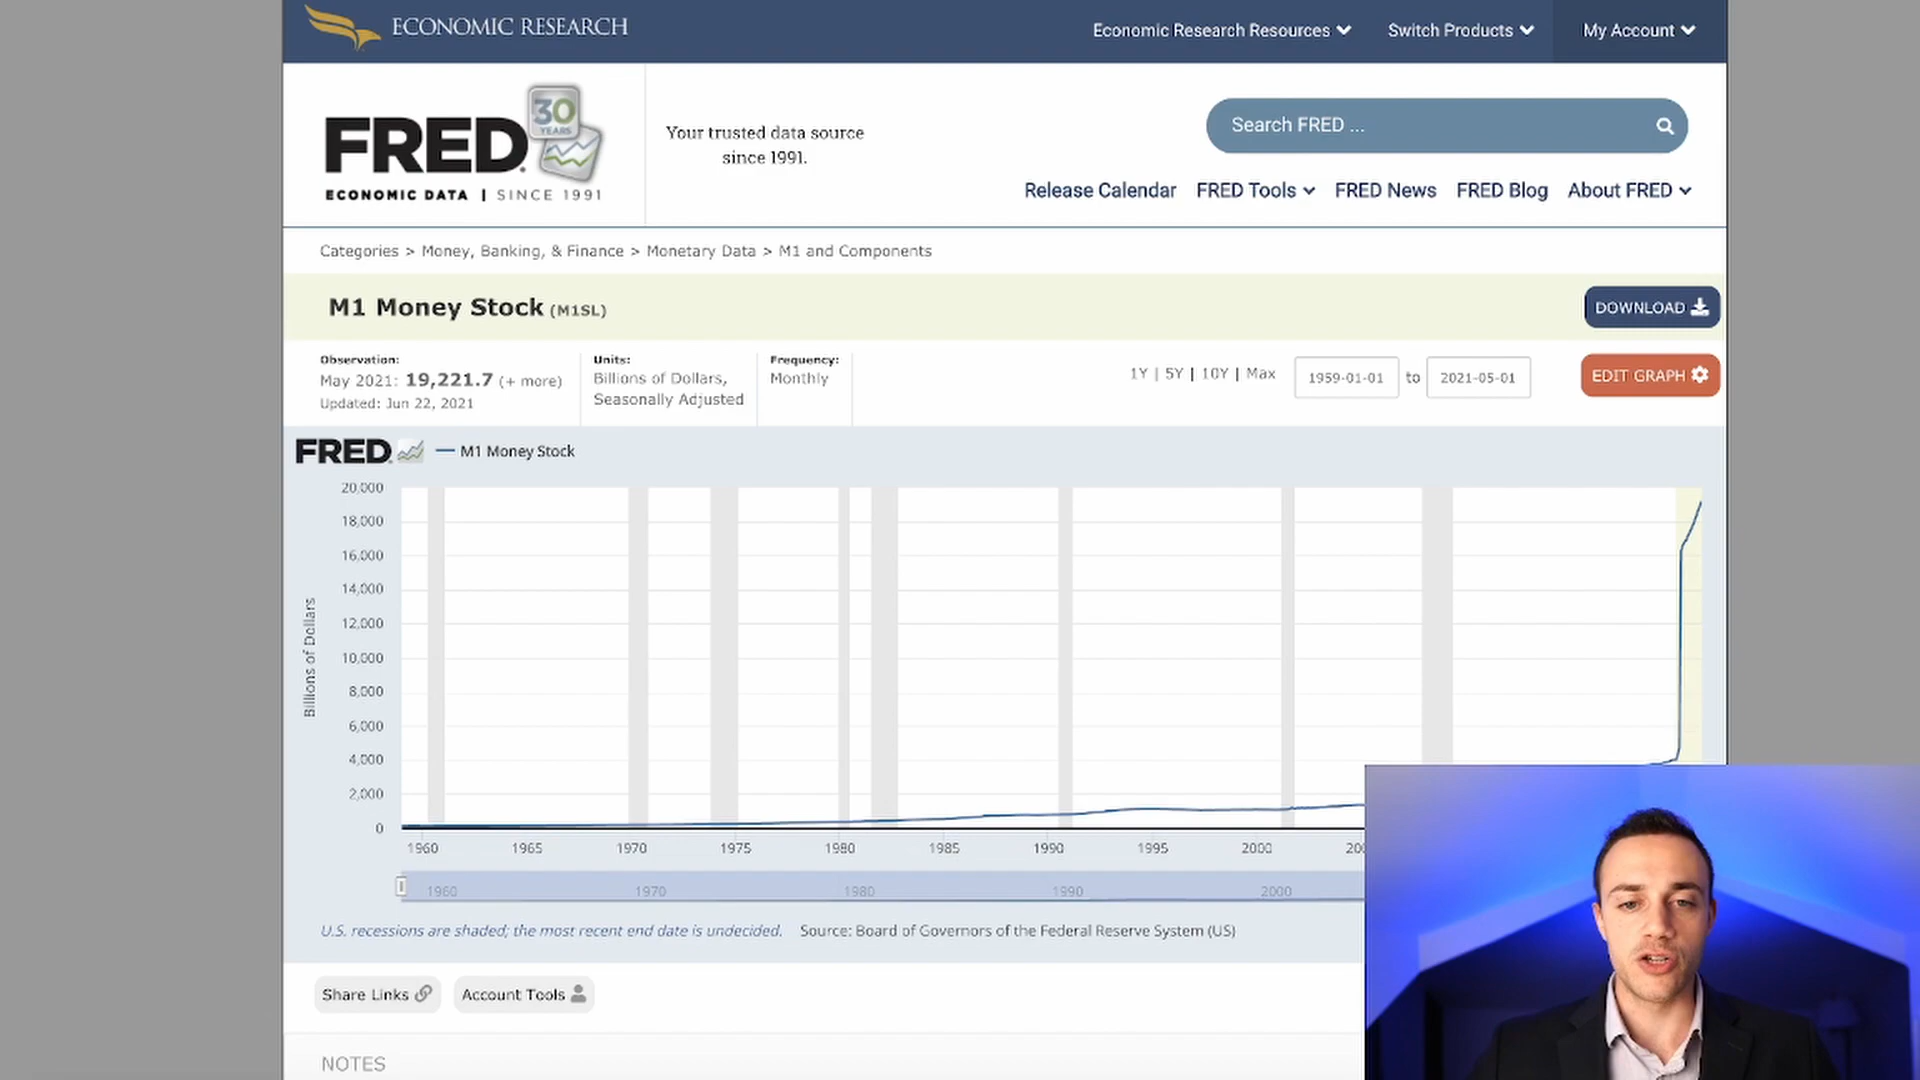 ECONOMIC RESEARCH
Economic Research Resources
Switch Products
My Account
30
YEARS
FRED
ECONOMIC DATA | SINCE 1991
Your trusted data source
since 1991.
Search FRED ...
Release Calendar
FRED Tools
FRED News
FRED Blog
About FRED
Categories > Money, Banking, & Finance > Monetary Data > M1 and Components
M1 Money Stock (M1SL)
DOWNLOAD
Observation:
May 2021: 19,221.7 (+ more)
Updated: Jun 22, 2021
Units:
Billions of Dollars,
Seasonally Adjusted
Frequency:
Monthly
1Y | 5Y | 10Y | Max
1959-01-01 to 2021-05-01
EDIT GRAPH
FRED
M1 Money Stock
20,000
18,000
16,000
14,000
12,000
10,000
8,000
6,000
4,000
2,000
0
Billions of Dollars
1960 1965 1970 1975 1980 1985 1990 1995 2000
1960 1970 1980 1990 2000
U.S. recessions are shaded; the most recent end date is undecided.
Source: Board of Governors of the Federal Reserve System (US)
Share Links
Account Tools
NOTES